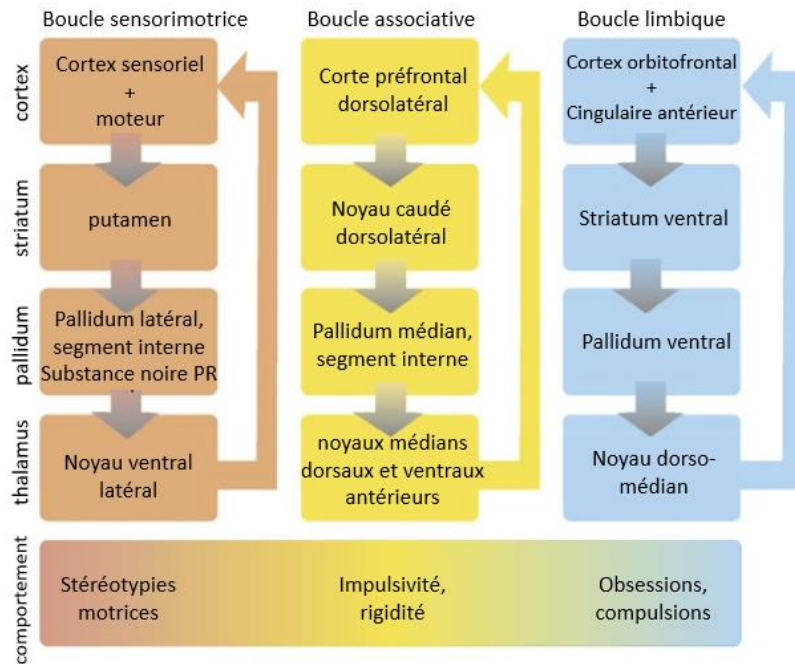 Boucle sensorimotrice
Boucle associative
Boucle limbique
cortex
Cortex sensoriel
+
moteur
Corte préfrontal
dorsolatéral
Cortex orbitofrontal
+
Cingulaire antérieur
striatum
putamen
Noyau caudé
dorsolatéral
Striatum ventral
pallidum
Pallidum latéral,
segment interne
Substance noire PR
Pallidum médian,
segment interne
Pallidum ventral
thalamus
Noyau ventral
latéral
noyaux médians
dorsaux et ventraux
antérieurs
Noyau dorso-
médian
comportement
Stéréotypies
motrices
Impulsivité,
rigidité
Obsessions,
compulsions